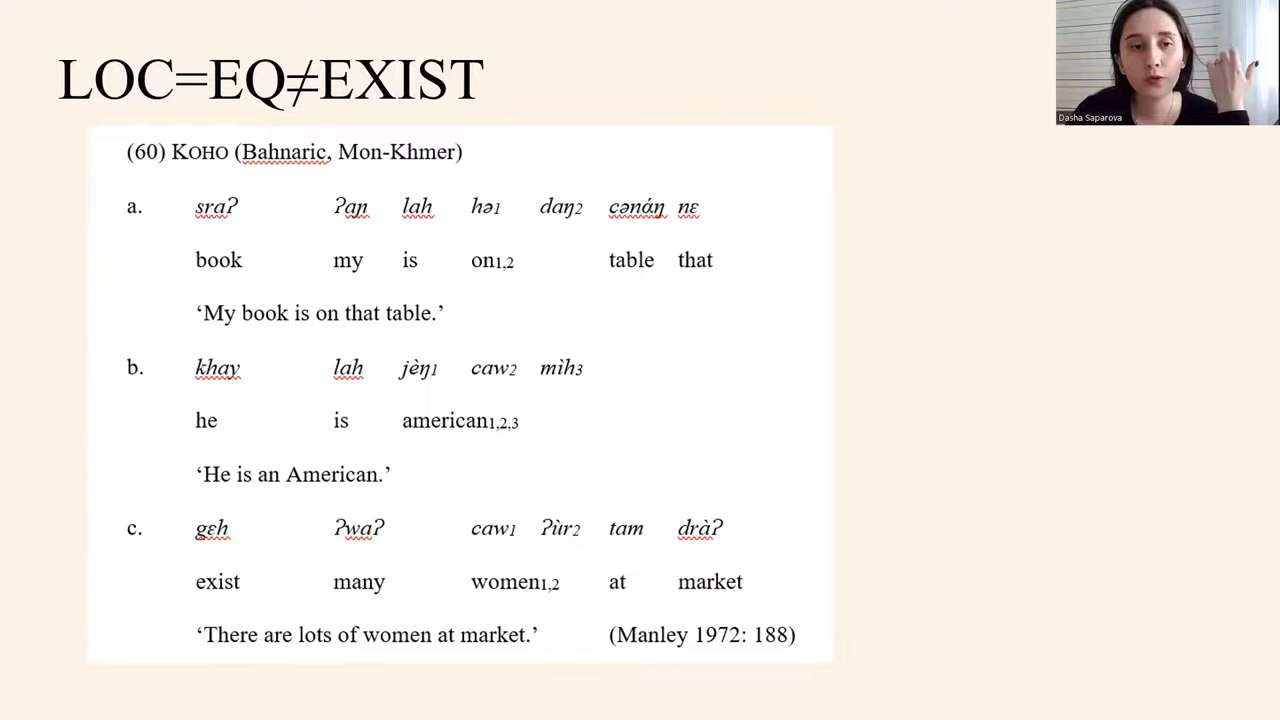 LOC=EQ≠EXIST
Dasha Saparova
(60) KOHO (Bahnaric, Mon-Khmer)
a. sraʔ ʔaɲ lah hə1 daŋ2 cənáŋ nɛ
book my is on1,2 table that
‘My book is on that table.’
b. khay lah jèŋ1 caw2 mìh3
he is american1,2,3
‘He is an American.’
c. gɛh ʔwaʔ caw1 ʔùr2 tam dràʔ
exist many women1,2 at market
‘There are lots of women at market.’ (Manley 1972: 188)